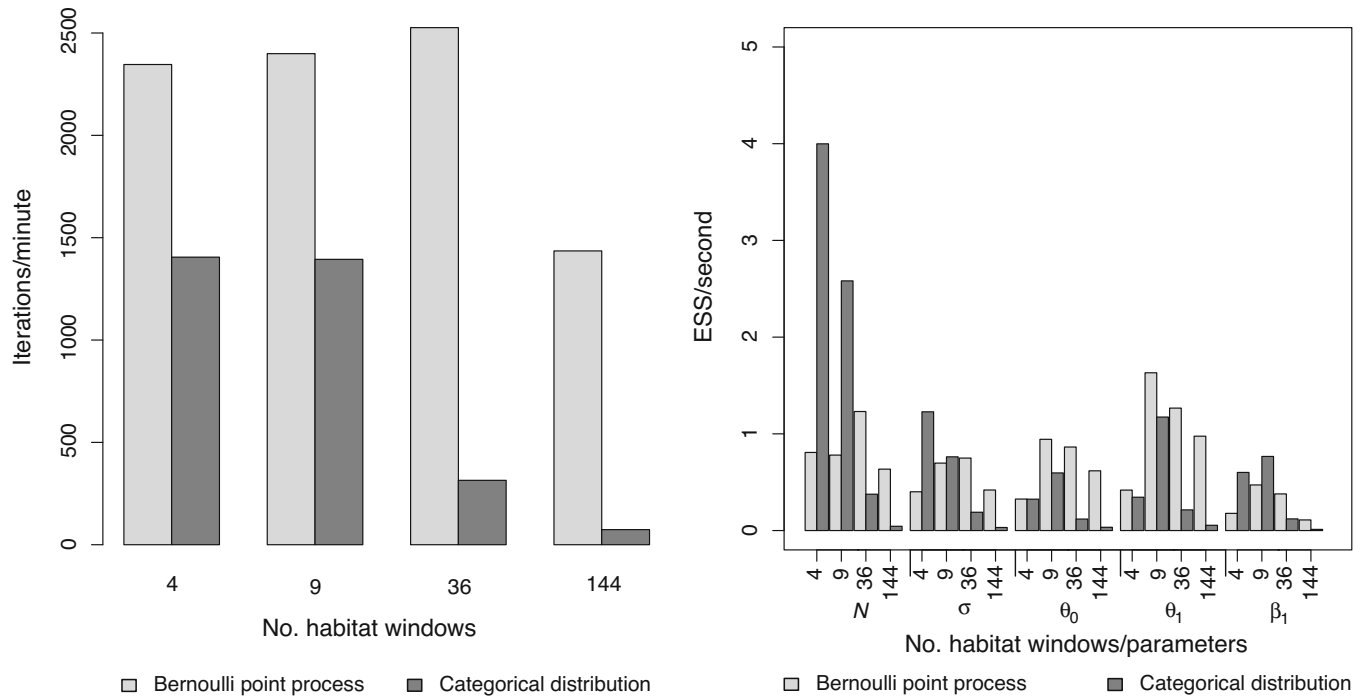 Iterations/minute
2500
2000
1500
1000
500
0
4 9 36 144
No. habitat windows
Bernoulli point process Categorical distribution
ESS/second
5
4
3
2
1
0
4 9 36 144 4 9 36 144 4 9 36 144 4 9 36 144 4 9 36 144
N σ θ0 θ1 β1
No. habitat windows/parameters
Bernoulli point process Categorical distribution